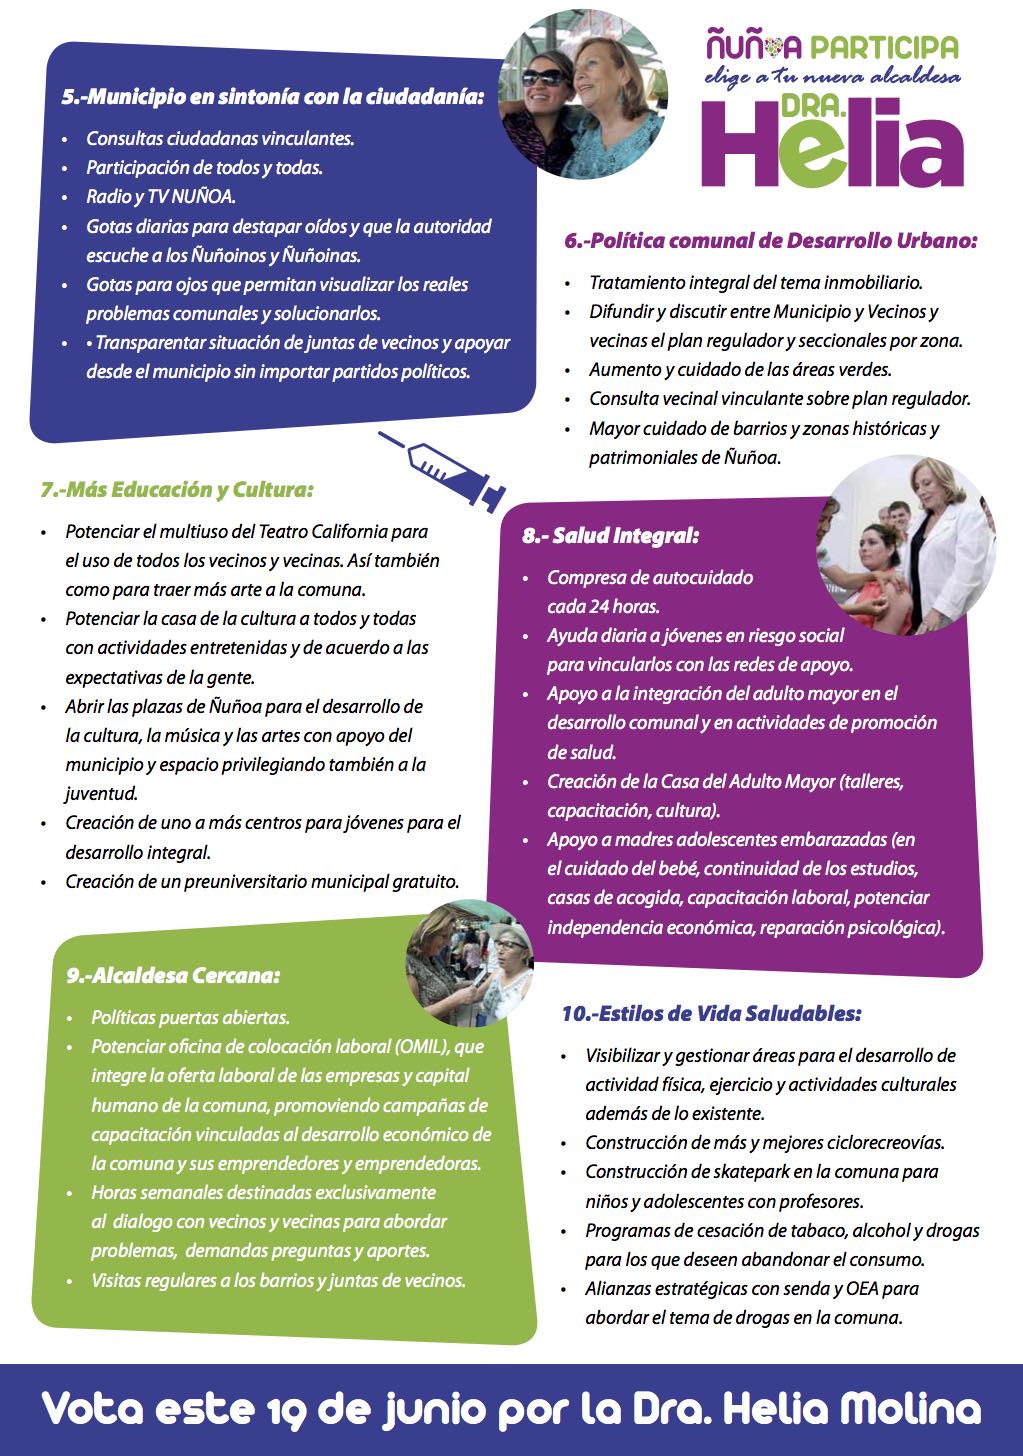 ÑUÑOA PARTICIPA
elige a tu nueva alcaldesa
DRA.
Helia
5.-Municipio en sintonía con la ciudadanía:
• Consultas ciudadanas vinculantes.
• Participación de todos y todas.
• Radio y TV NUÑOA.
• Gotas diarias para destapar oídos y que la autoridad
escuche a los Ñuñoinos y Ñuñoinas.
• Gotas para ojos que permitan visualizar los reales
problemas comunales y solucionarlos.
• • Transparentar situación de juntas de vecinos y apoyar
desde el municipio sin importar partidos políticos.
6.-Política comunal de Desarrollo Urbano:
• Tratamiento integral del tema inmobiliario.
• Difundir y discutir entre Municipio y Vecinos y
vecinas el plan regulador y seccionales por zona.
• Aumento y cuidado de las áreas verdes.
• Consulta vecinal vinculante sobre plan regulador.
• Mayor cuidado de barrios y zonas históricas y
patrimoniales de Ñuñoa.
7.-Más Educación y Cultura:
• Potenciar el multiuso del Teatro California para
el uso de todos los vecinos y vecinas. Así también
como para traer más arte a la comuna.
• Potenciar la casa de la cultura a todos y todas
con actividades entretenidas y de acuerdo a las
expectativas de la gente.
• Abrir las plazas de Ñuñoa para el desarrollo de
la cultura, la música y las artes con apoyo del
municipio y espacio privilegiando también a la
juventud.
• Creación de uno a más centros para jóvenes para el
desarrollo integral.
• Creación de un preuniversitario municipal gratuito.
8.- Salud Integral:
• Compresa de autocuidado
cada 24 horas.
• Ayuda diaria a jóvenes en riesgo social
para vincularlos con las redes de apoyo.
• Apoyo a la integración del adulto mayor en el
desarrollo comunal y en actividades de promoción
de salud.
• Creación de la Casa del Adulto Mayor (talleres,
capacitación, cultura).
• Apoyo a madres adolescentes embarazadas (en
el cuidado del bebé, continuidad de los estudios,
casas de acogida, capacitación laboral, potenciar
independencia económica, reparación psicológica).
9.-Alcaldesa Cercana:
• Políticas puertas abiertas.
• Potenciar oficina de colocación laboral (OMIL), que
integre la oferta laboral de las empresas y capital
humano de la comuna, promoviendo campañas de
capacitación vinculadas al desarrollo económico de
la comuna y sus emprendedores y emprendedoras.
• Horas semanales destinadas exclusivamente
al dialogo con vecinos y vecinas para abordar
problemas, demandas preguntas y aportes.
• Visitas regulares a los barrios y juntas de vecinos.
10.-Estilos de Vida Saludables:
• Visibilizar y gestionar áreas para el desarrollo de
actividad física, ejercicio y actividades culturales
además de lo existente.
• Construcción de más y mejores ciclorecreovías.
• Construcción de skatepark en la comuna para
niños y adolescentes con profesores.
• Programas de cesación de tabaco, alcohol y drogas
para los que deseen abandonar el consumo.
• Alianzas estratégicas con senda y OEA para
abordar el tema de drogas en la comuna.
Vota este 19 de junio por la Dra. Helia Molina